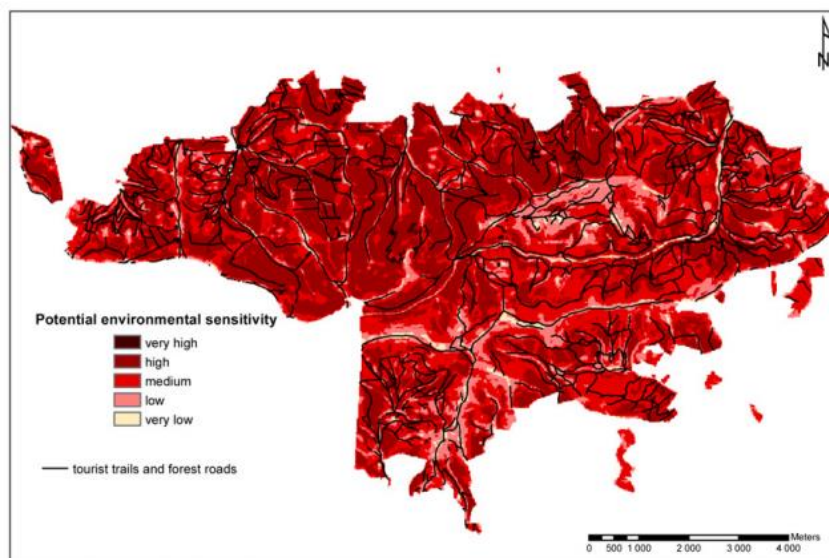 N
Potential environmental sensitivity
very high
high
medium
low
very low
tourist trails and forest roads
Meters
0 500 1 000 2 000 3 000 4 000